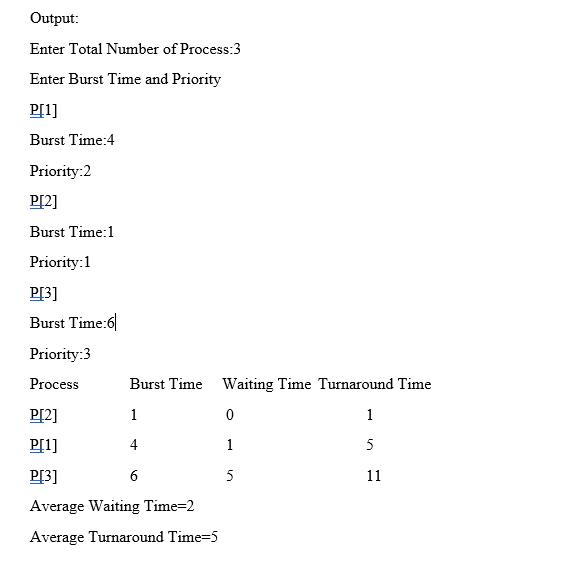 Output:
Enter Total Number of Process:3
Enter Burst Time and Priority
P[1]
Burst Time:4
Priority:2
P[2]
Burst Time:1
Priority:1
P[3]
Burst Time:6
Priority:3
Process Burst Time Waiting Time Turnaround Time
P[2] 1 0 1
P[1] 4 1 5
P[3] 6 5 11
Average Waiting Time=2
Average Turnaround Time=5